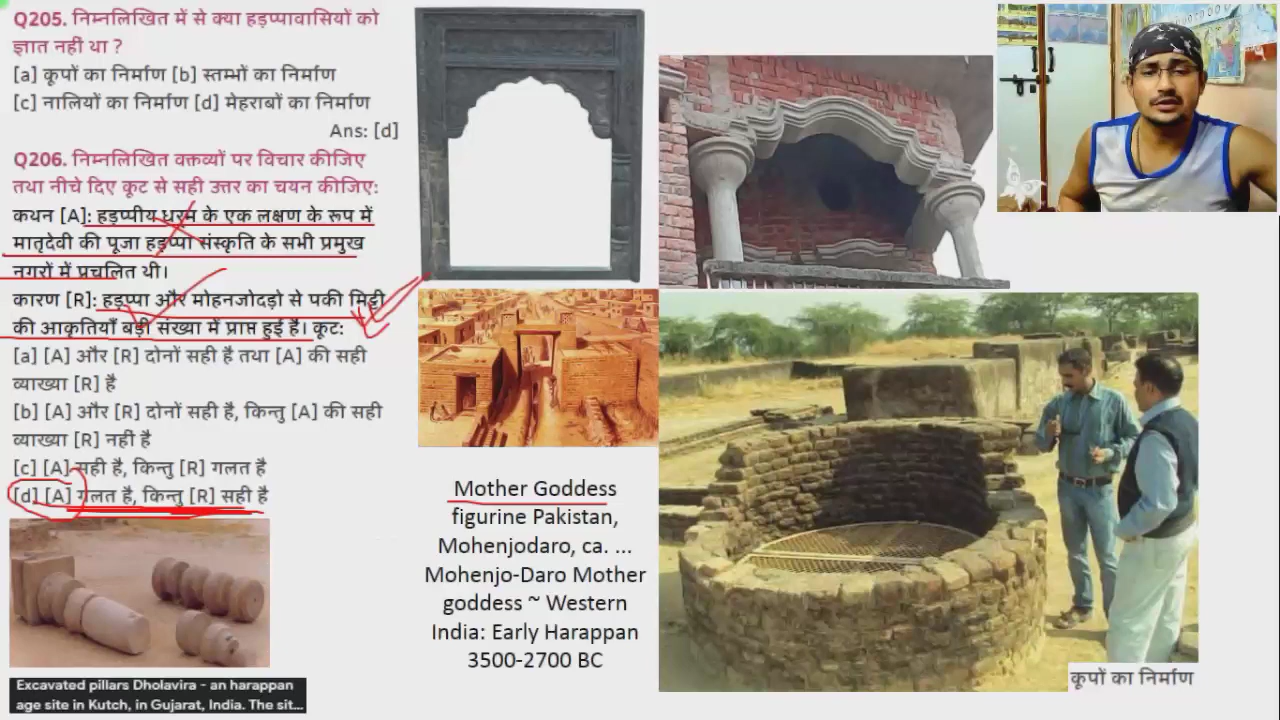 Q205. निम्नलिखित में से क्या हड़प्पावासियों को
ज्ञात नहीं था ?
[a] कूपों का निर्माण [b] स्तम्भों का निर्माण
[c] नालियों का निर्माण [d] मेहराबों का निर्माण
Ans: [d]
Q206. निम्नलिखित वक्तव्यों पर विचार कीजिए
तथा नीचे दिए कूट से सही उत्तर का चयन कीजिए:
कथन [A]: हड़प्पीय धरम के एक लक्षण के रूप में
मातृदेवी की पूजा हड़प्पा संस्कृति के सभी प्रमुख
नगरों में प्रचलित थी।
कारण [R]: हड़प्पा और मोहनजोदड़ो से पकी मिट्टी
की आकृतियाँ बड़ी संख्या में प्राप्त हुई है। कूट:
[a] [A] और [R] दोनों सही है तथा [A] की सही
व्याख्या [R] है
[b] [A] और [R] दोनों सही है, किन्तु [A] की सही
व्याख्या [R] नहीं है
[c] [A] सही है, किन्तु [R] गलत है
[d] [A] गलत है, किन्तु [R] सही है
Excavated pillars Dholavira - an harappan
age site in Kutch, in Gujarat, India. The sit...
Mother Goddess
figurine Pakistan,
Mohenjodaro, ca. ...
Mohenjo-Daro Mother
goddess ~ Western
India: Early Harappan
3500-2700 BC
कूपों का निर्माण